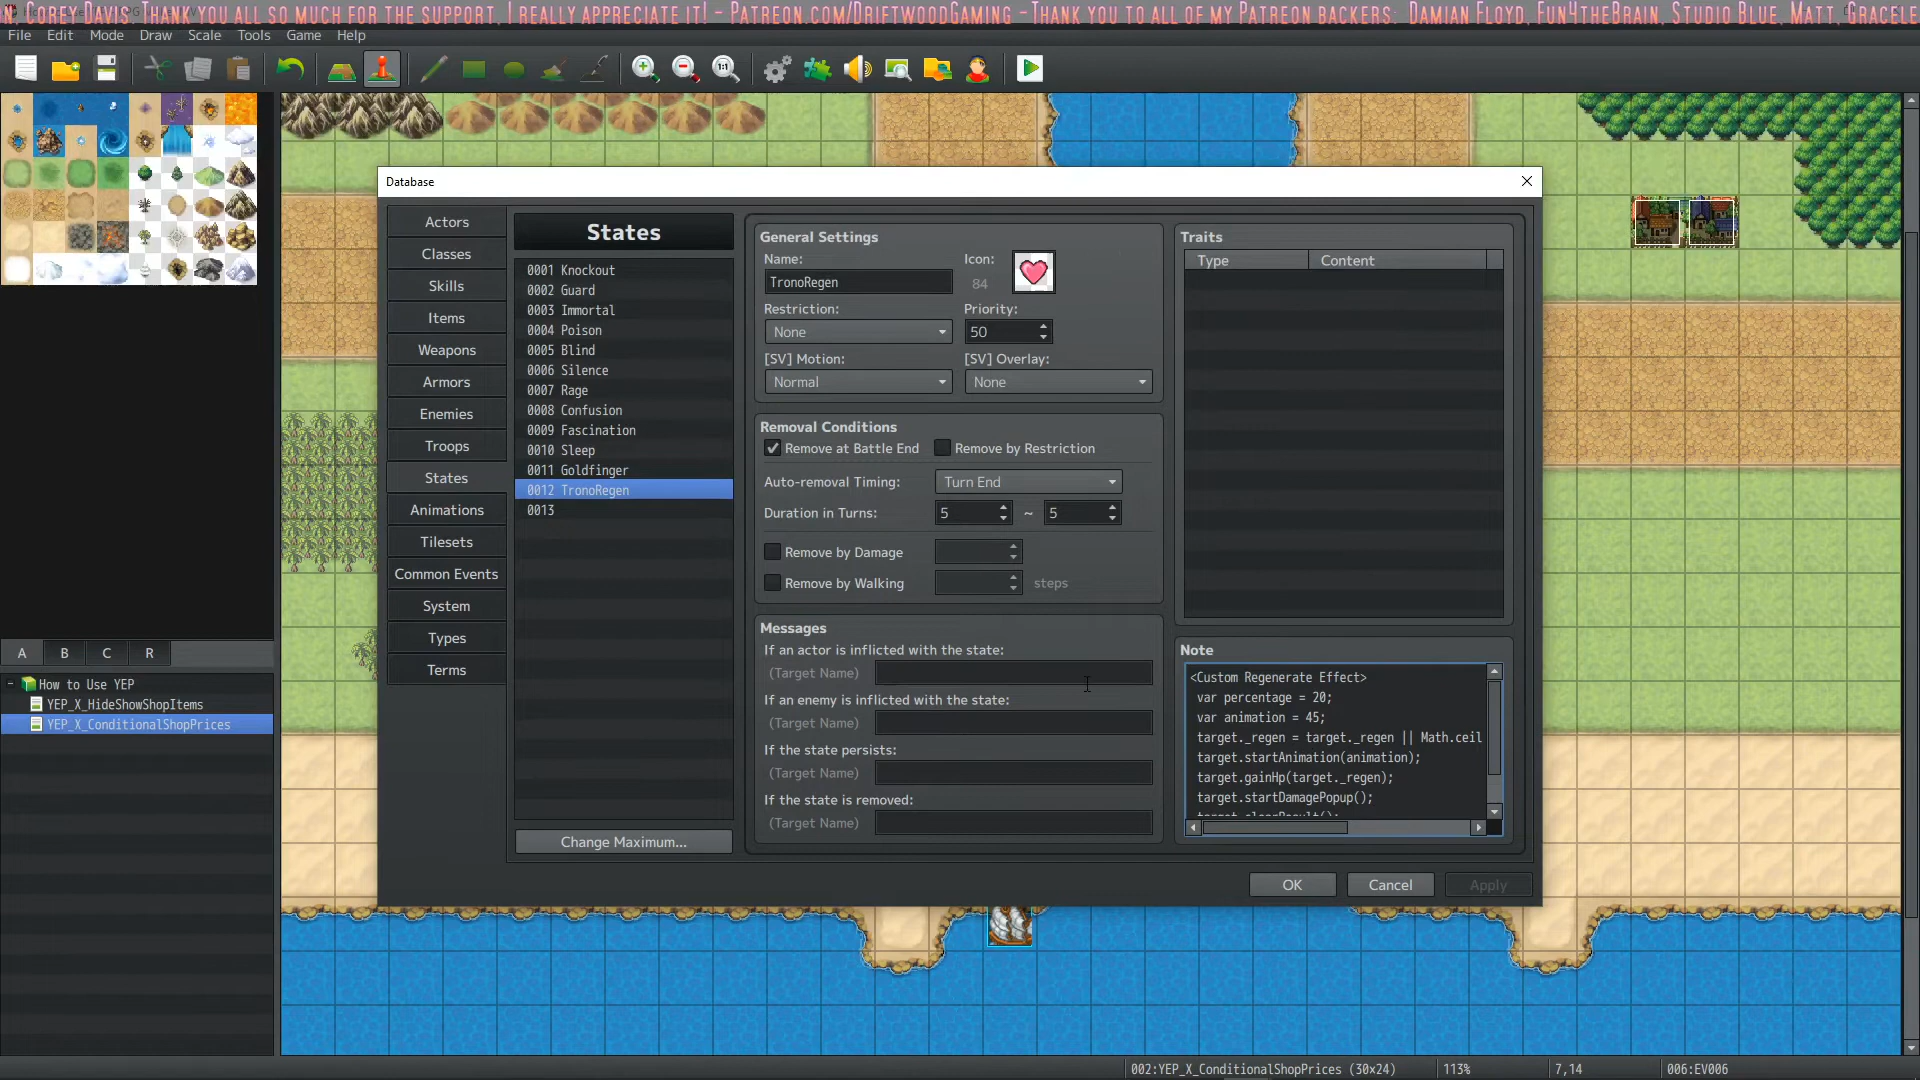 Corey Davis, Thank you all so much for the support, I really appreciate it! - Patreon.com/DriftwoodGaming -Thank you to all of my Patreon backers: Damian Floyd, Fun4theBrain, Studio Blue, Matt, Gracele
File Edit Mode Draw Scale Tools Game Help
1:1
Database
Actors
Classes
Skills
Items
Weapons
Armors
Enemies
Troops
States
Animations
Tilesets
Common Events
System
Types
Terms
States
0001 Knockout
0002 Guard
0003 Immortal
0004 Poison
0005 Blind
0006 Silence
0007 Rage
0008 Confusion
0009 Fascination
0010 Sleep
0011 Goldfinger
0012 TronoRegen
0013
Change Maximum...
General Settings
Name: Icon:
TronoRegen 84
Restriction: Priority:
None 50
[SV] Motion: [SV] Overlay:
Normal None
Removal Conditions
Remove at Battle End Remove by Restriction
Auto-removal Timing: Turn End
Duration in Turns: 5 ~ 5
Remove by Damage
Remove by Walking steps
Messages
If an actor is inflicted with the state:
(Target Name)
If an enemy is inflicted with the state:
(Target Name)
If the state persists:
(Target Name)
If the state is removed:
(Target Name)
Traits
Type Content
Note
<Custom Regenerate Effect>
var percentage = 20;
var animation = 45;
target._regen = target._regen || Math.ceil
target.startAnimation(animation);
target.gainHp(target._regen);
target.startDamagePopup();
OK Cancel Apply
A B C R
How to Use YEP
YEP_X_HideShowShopItems
YEP_X_ConditionalShopPrices
002:YEP_X_ConditionalShopPrices (30x24) 113% 7,14 006:EV006